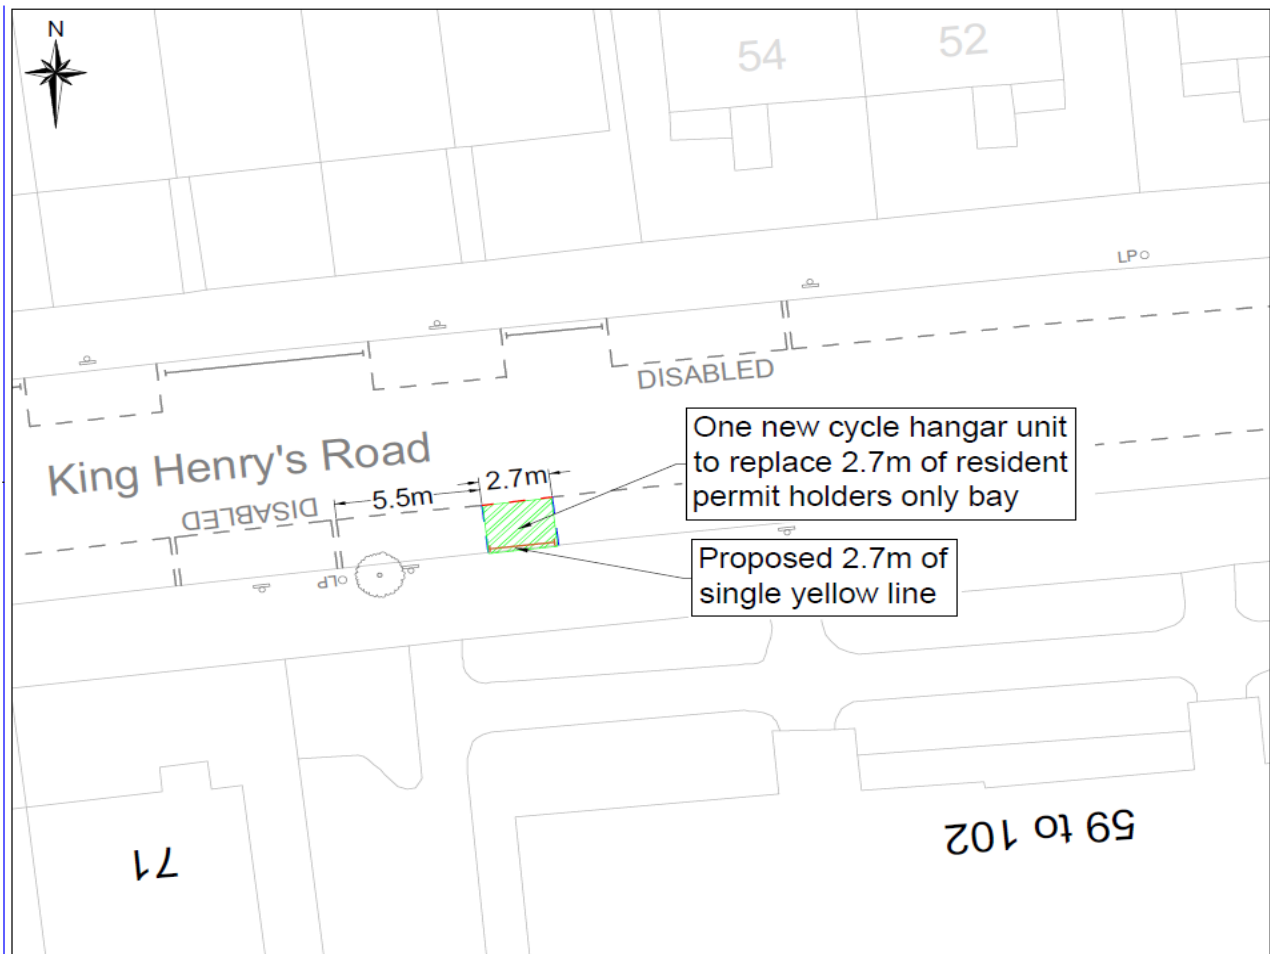 N
54
52
LP
DISABLED
King Henry's Road
One new cycle hangar unit
to replace 2.7m of resident
permit holders only bay
2.7m
5.5m
DISABLED
Proposed 2.7m of
single yellow line
LP
71
59 to 102